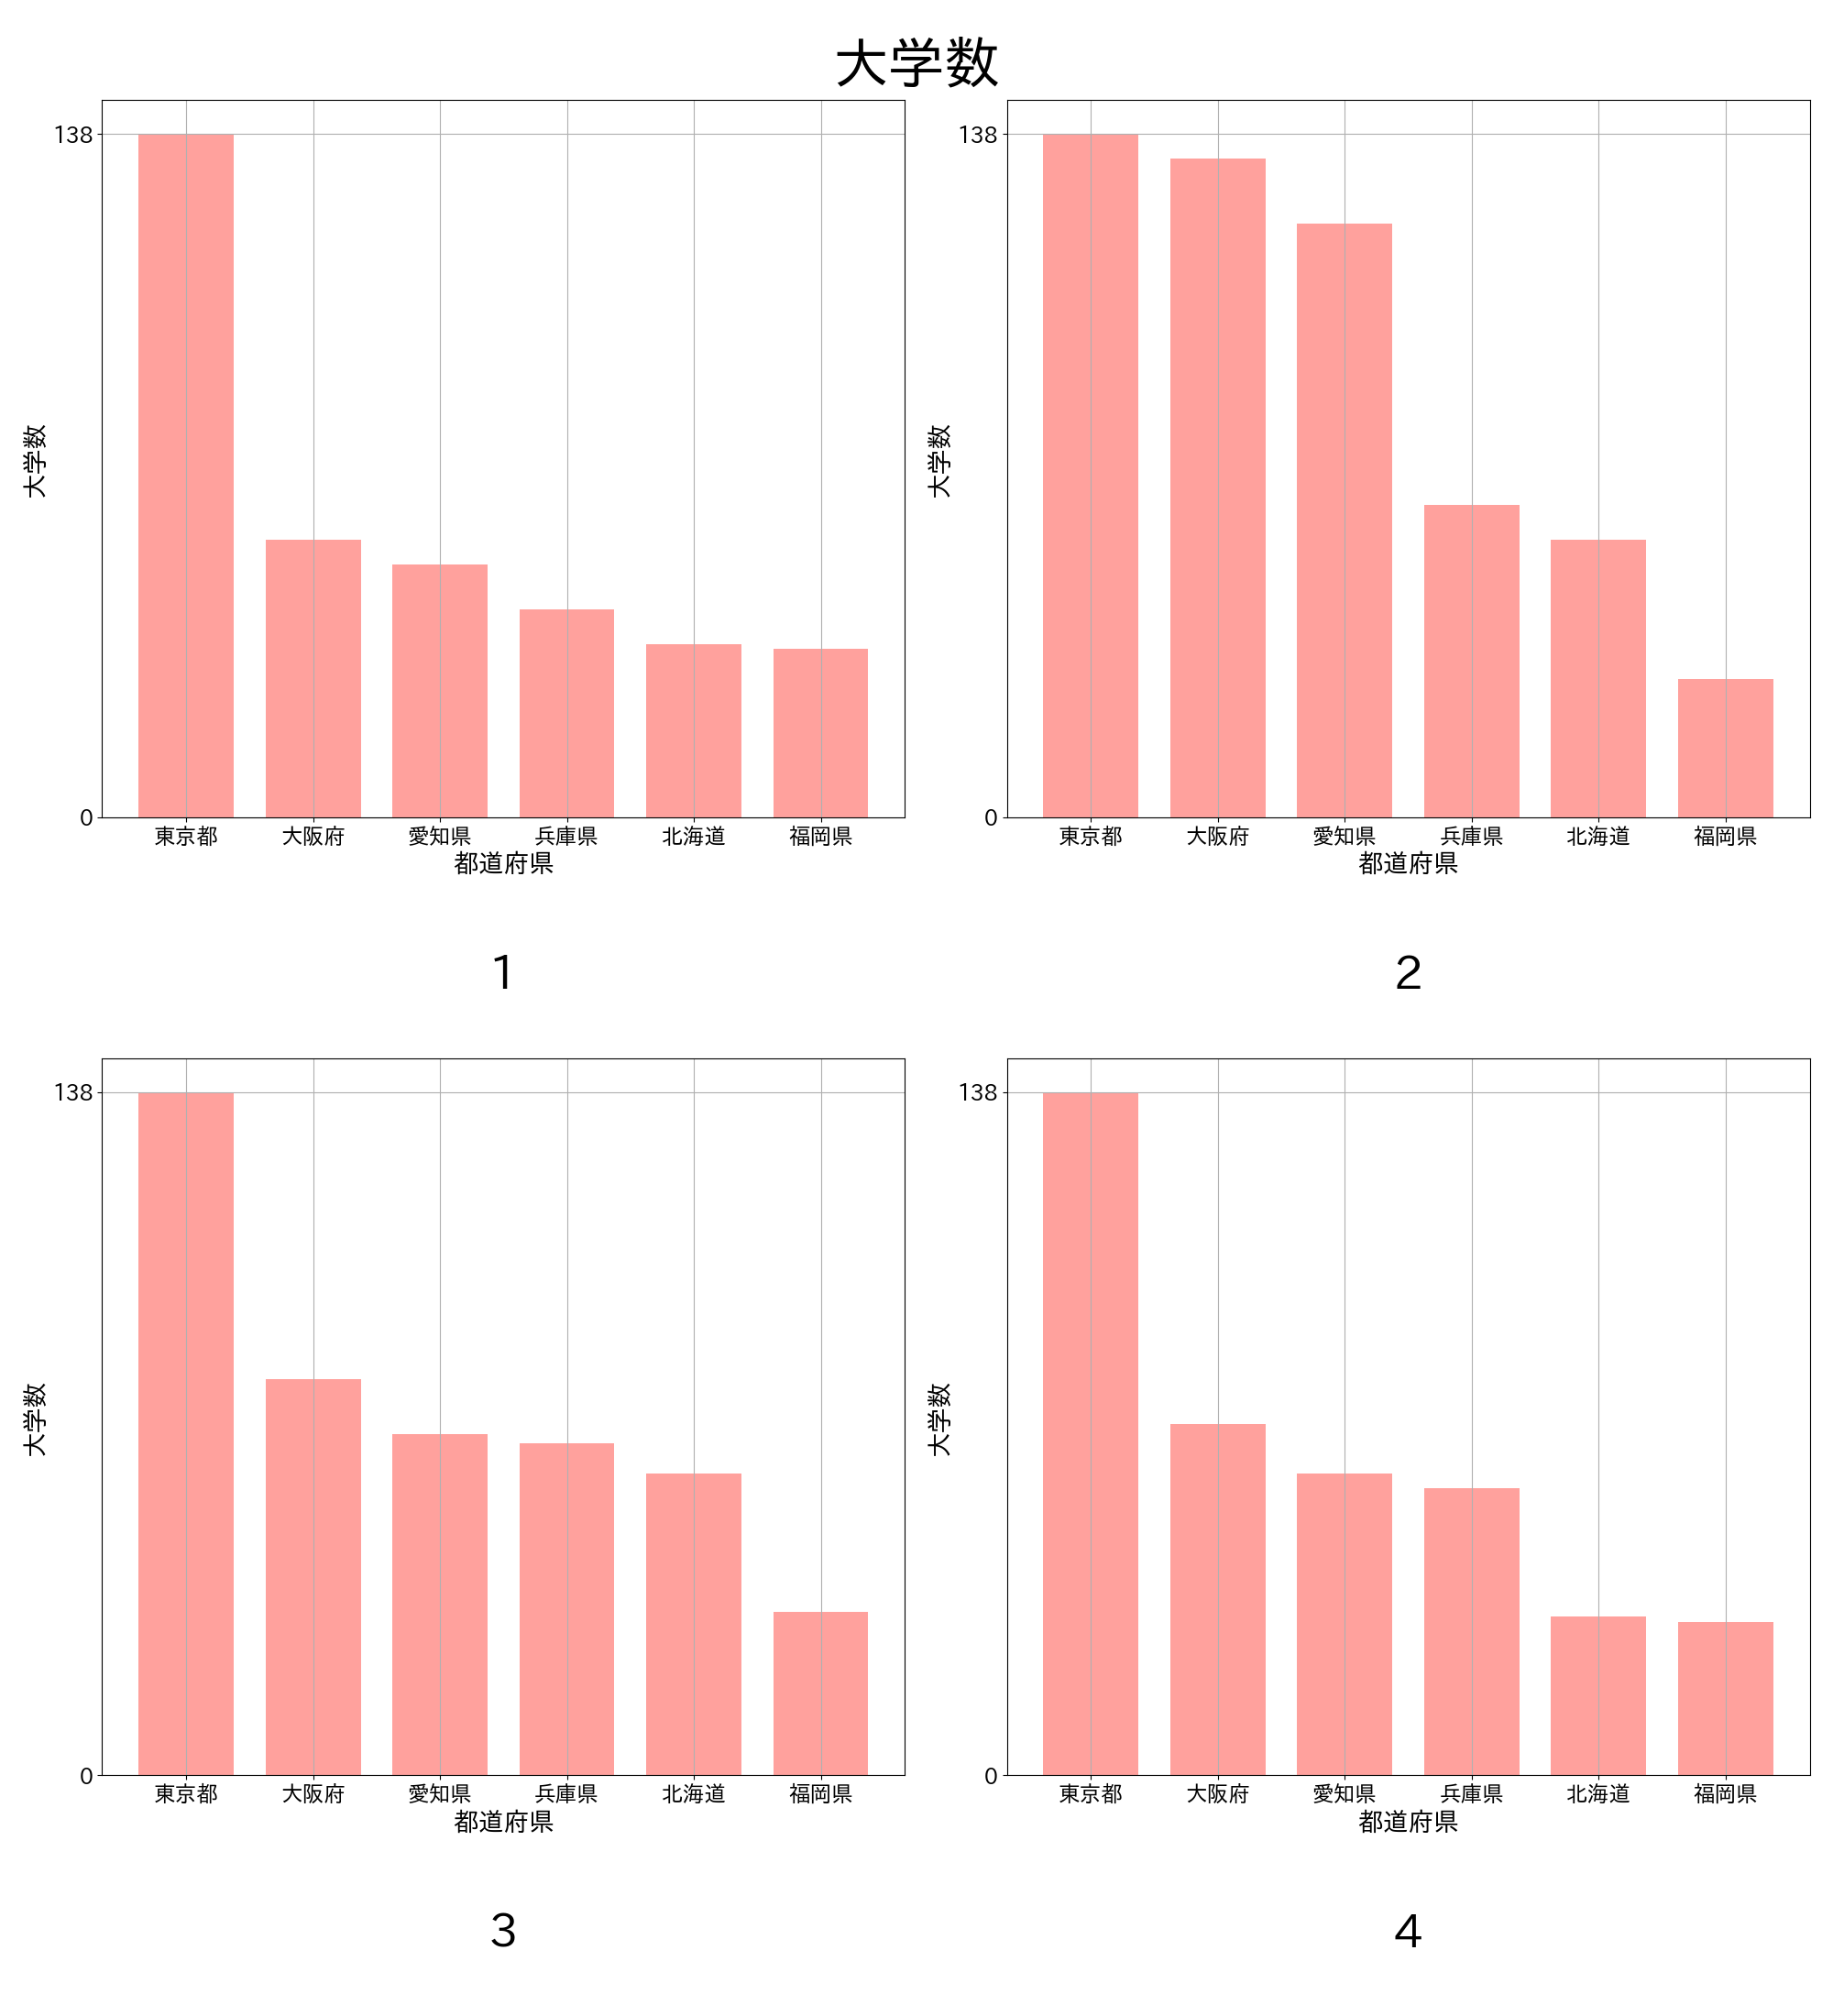 大学数
138
0
大学数
東京都 大阪府 愛知県 兵庫県 北海道 福岡県
都道府県
1
138
0
大学数
東京都 大阪府 愛知県 兵庫県 北海道 福岡県
都道府県
2
138
0
大学数
東京都 大阪府 愛知県 兵庫県 北海道 福岡県
都道府県
3
138
0
大学数
東京都 大阪府 愛知県 兵庫県 北海道 福岡県
都道府県
4